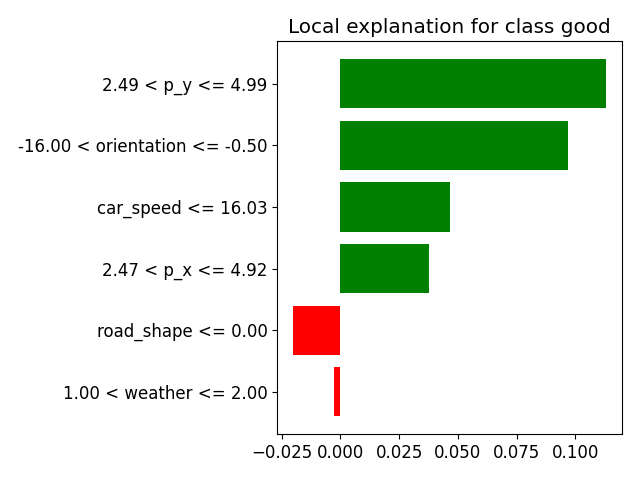 Local explanation for class good
2.49 < p_y <= 4.99
-16.00 < orientation <= -0.50
car_speed <= 16.03
2.47 < p_x <= 4.92
road_shape <= 0.00
1.00 < weather <= 2.00
−0.025 0.000 0.025 0.050 0.075 0.100